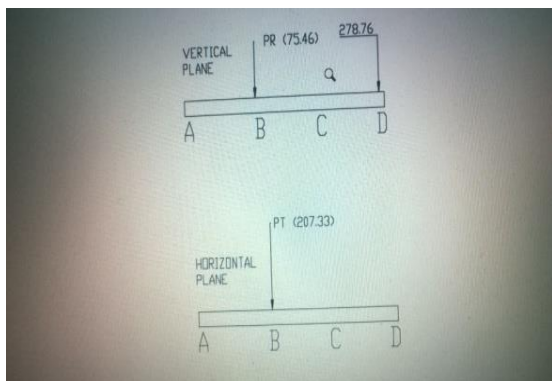 278.76
PR (75.46)
VERTICAL
PLANE
A B C D
PT (207.33)
HORIZONTAL
PLANE
A B C D